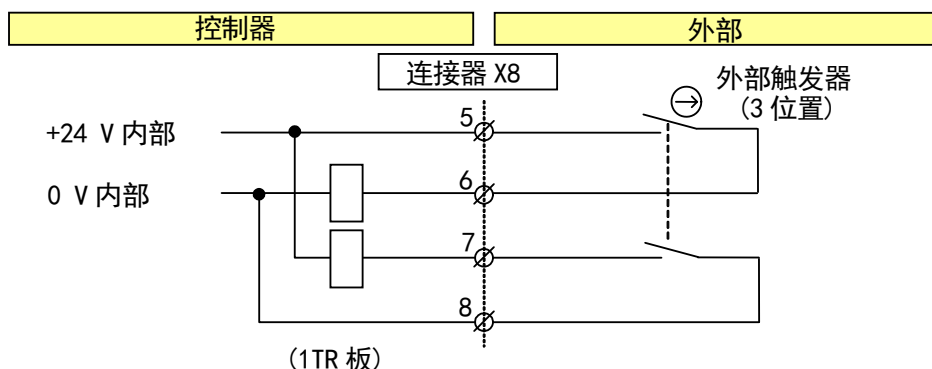 控制器
外部
连接器 X8
外部触发器
(3 位置)
+24 V 内部
5
0 V 内部
6
7
8
(1TR 板)